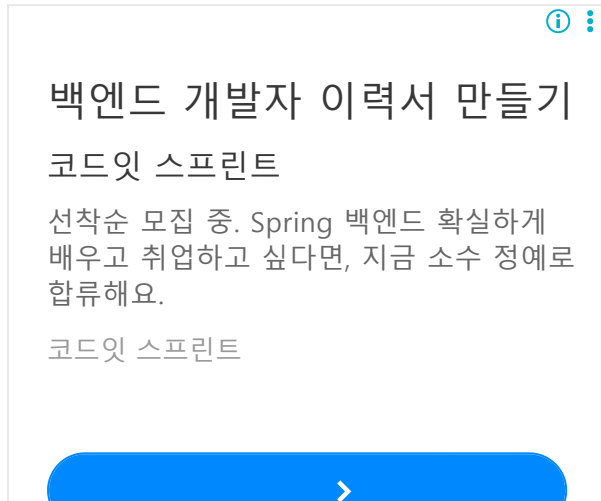 백엔드 개발자 이력서 만들기
코드잇 스프린트
선착순 모집 중. Spring 백엔드 확실하게
배우고 취업하고 싶다면, 지금 소수 정예로
합류해요.
코드잇 스프린트